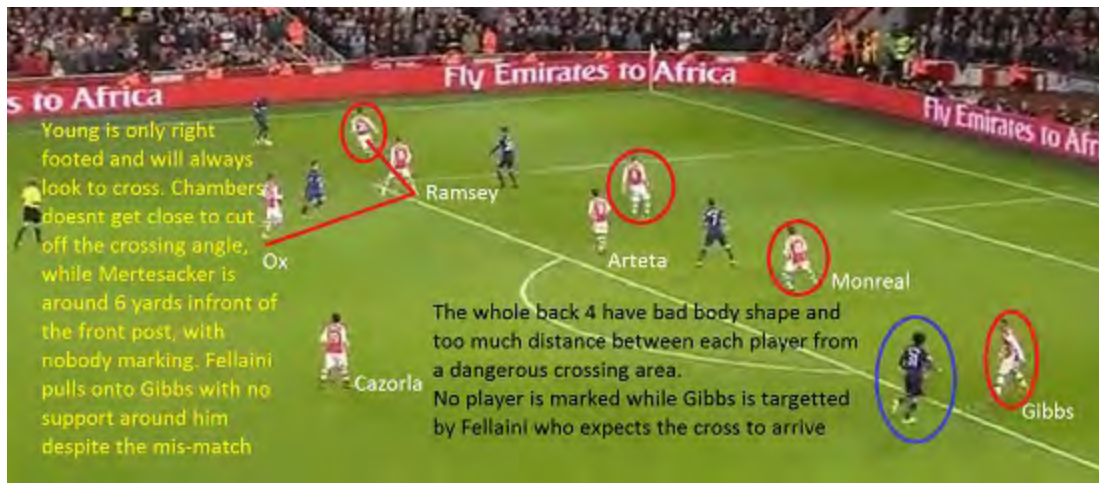 s to Africa
Fly Emirates to Africa
Fly Emirates to Afr
Young is only right
footed and will always
look to cross. Chambers
doesnt get close to cut
off the crossing angle,
while Mertesacker is
around 6 yards infront of
the front post, with
nobody marking. Fellaini
pulls onto Gibbs with no
support around him
despite the mis-match
Ramsey
Ox
Arteta
Monreal
Cazorla
The whole back 4 have bad body shape and
too much distance between each player from
a dangerous crossing area.
No player is marked while Gibbs is targetted
by Fellaini who expects the cross to arrive
Gibbs